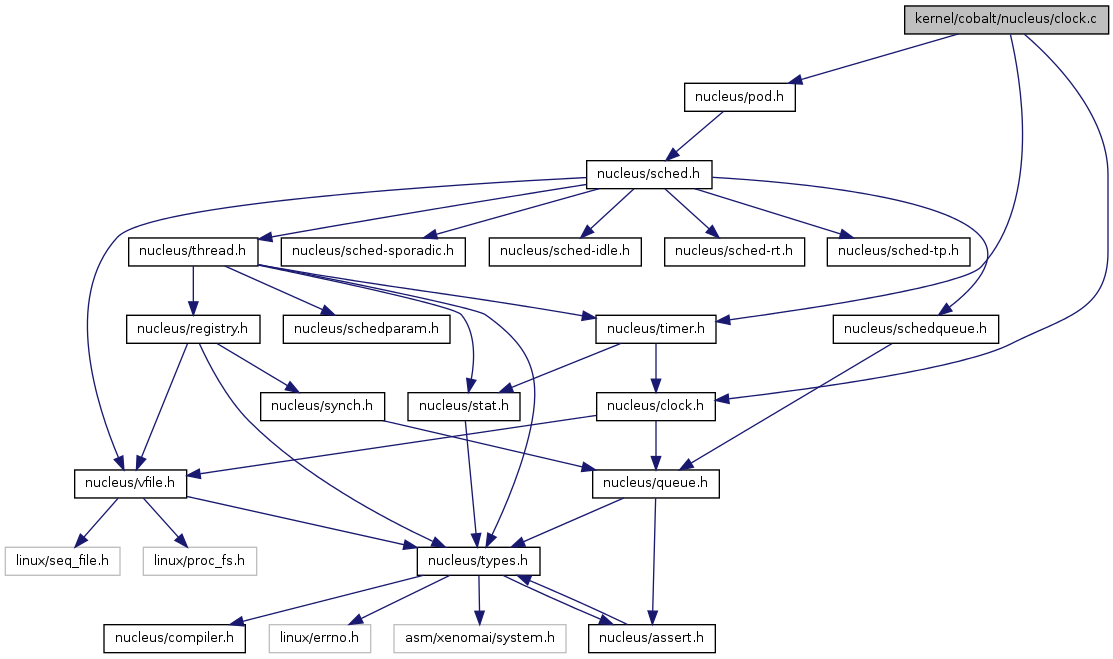 kernel/cobalt/nucleus/clock.c
nucleus/pod.h
nucleus/sched.h
nucleus/thread.h
nucleus/sched-sporadic.h
nucleus/sched-idle.h
nucleus/sched-rt.h
nucleus/sched-tp.h
nucleus/registry.h
nucleus/schedparam.h
nucleus/timer.h
nucleus/schedqueue.h
nucleus/synch.h
nucleus/stat.h
nucleus/clock.h
nucleus/vfile.h
nucleus/queue.h
linux/seq_file.h
linux/proc_fs.h
nucleus/types.h
nucleus/compiler.h
linux/errno.h
asm/xenomai/system.h
nucleus/assert.h